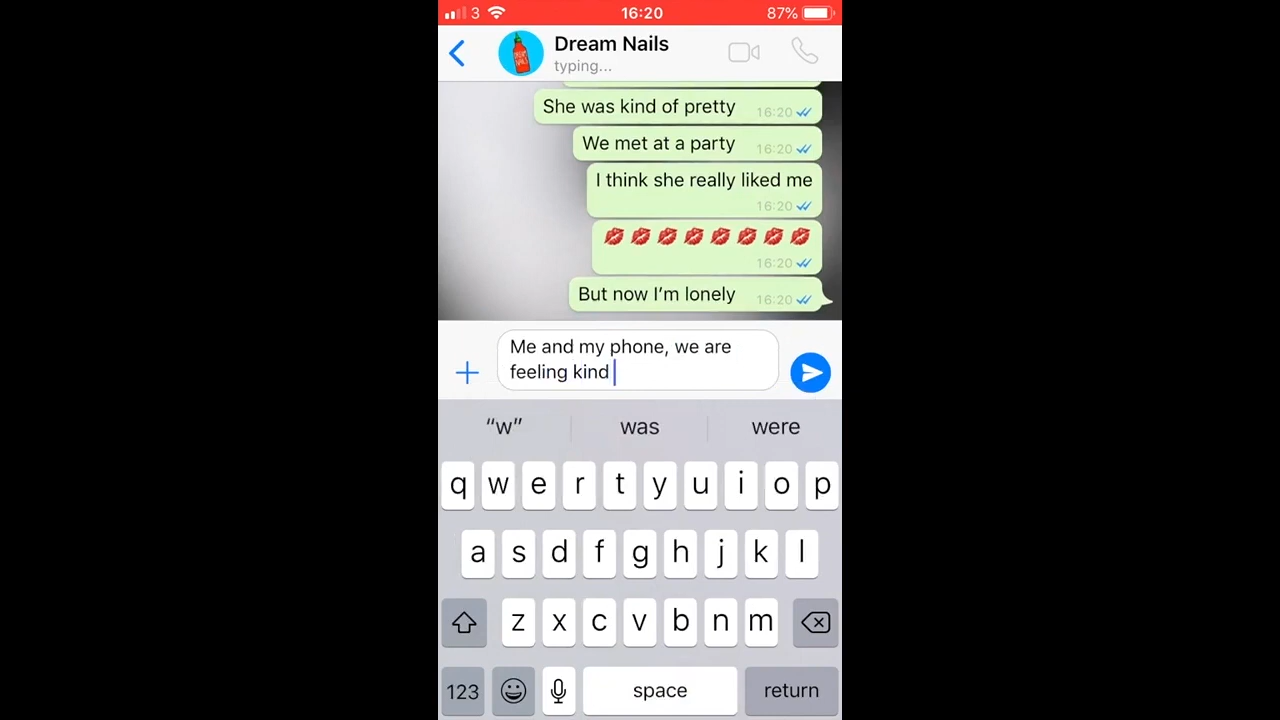 3 16:20 87%
Dream Nails
typing...
She was kind of pretty 16:20
We met at a party 16:20
I think she really liked me
16:20
16:20
But now I'm lonely 16:20
Me and my phone, we are
feeling kind
“w” was were
q w e r t y u i o p
a s d f g h j k l
z x c v b n m
123 space return